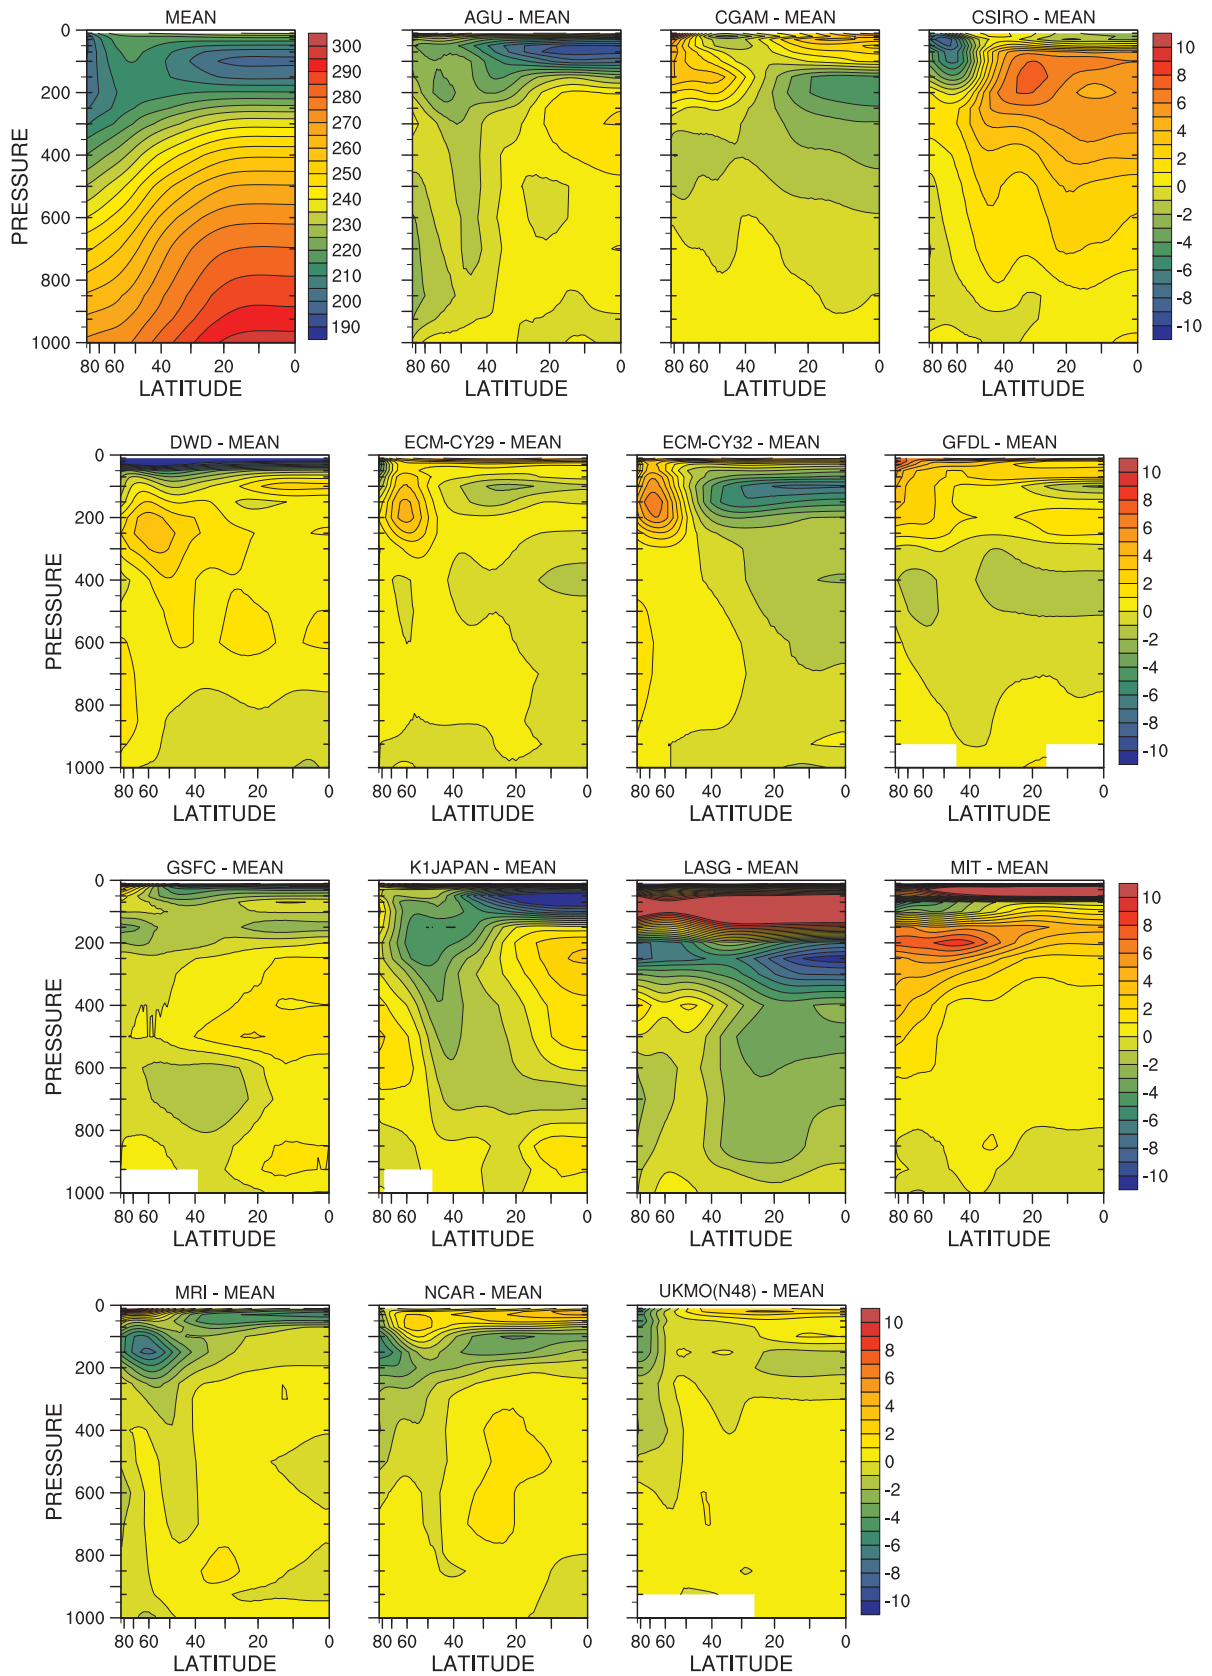 MEAN
AGU - MEAN
CGAM - MEAN
CSIRO - MEAN
0
200
400
600
800
1000
PRESSURE
80 60 40 20 0
LATITUDE
300
290
280
270
260
250
240
230
220
210
200
190
80 60 40 20 0
LATITUDE
80 60 40 20 0
LATITUDE
80 60 40 20 0
LATITUDE
10
8
6
4
2
0
-2
-4
-6
-8
-10
DWD - MEAN
ECM-CY29 - MEAN
ECM-CY32 - MEAN
GFDL - MEAN
0
200
400
600
800
1000
PRESSURE
80 60 40 20 0
LATITUDE
80 60 40 20 0
LATITUDE
80 60 40 20 0
LATITUDE
80 60 40 20 0
LATITUDE
10
8
6
4
2
0
-2
-4
-6
-8
-10
GSFC - MEAN
K1JAPAN - MEAN
LASG - MEAN
MIT - MEAN
0
200
400
600
800
1000
PRESSURE
80 60 40 20 0
LATITUDE
80 60 40 20 0
LATITUDE
80 60 40 20 0
LATITUDE
80 60 40 20 0
LATITUDE
10
8
6
4
2
0
-2
-4
-6
-8
-10
MRI - MEAN
NCAR - MEAN
UKMO(N48) - MEAN
0
200
400
600
800
1000
PRESSURE
80 60 40 20 0
LATITUDE
80 60 40 20 0
LATITUDE
80 60 40 20 0
LATITUDE
10
8
6
4
2
0
-2
-4
-6
-8
-10